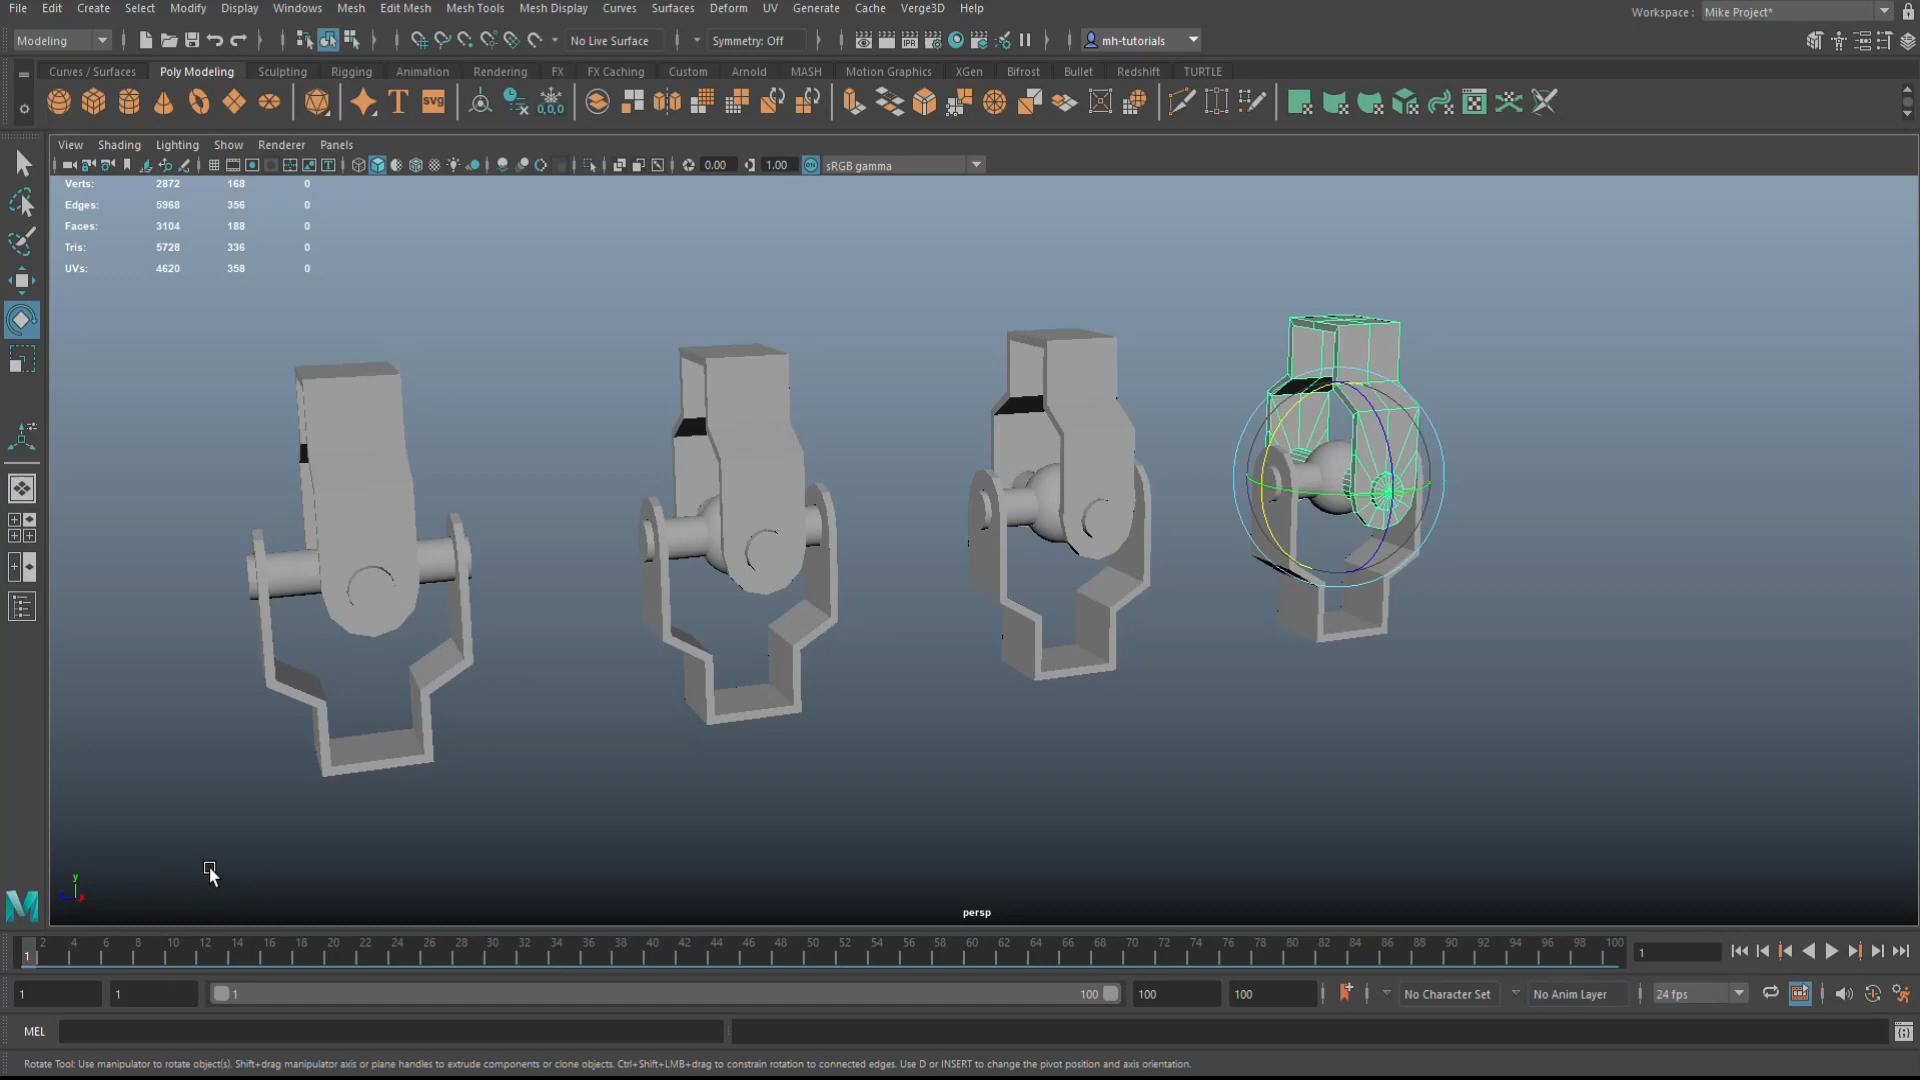 File Edit Create Select Modify Display Windows Mesh Edit Mesh Mesh Tools Mesh Display Curves Surfaces Deform UV Generate Cache Verge3D Help
Workspace : Mike Project*
Modeling
No Live Surface
Symmetry: Off
mh-tutorials
Curves / Surfaces Poly Modeling Sculpting Rigging Animation Rendering FX FX Caching Custom Arnold MASH Motion Graphics XGen Bifrost Bullet Redshift TURTLE
T svg
0,0,0
IPR
View Shading Lighting Show Renderer Panels
0.00 1.00 ON sRGB gamma
Verts: 2872 168 0
Edges: 5968 356 0
Faces: 3104 188 0
Tris: 5728 336 0
UVs: 4620 358 0
y
persp
M
2 4 6 8 10 12 14 16 18 20 22 24 26 28 30 32 34 36 38 40 42 44 46 48 50 52 54 56 58 60 62 64 66 68 70 72 74 76 78 80 82 84 86 88 90 92 94 96 98 100
1
1
1 1 1 100 100 100 No Character Set No Anim Layer 24 fps
MEL
Rotate Tool: Use manipulator to rotate object(s). Shift+drag manipulator axis or plane handles to extrude components or clone objects. Ctrl+Shift+LMB+drag to constrain rotation to connected edges. Use D or INSERT to change the pivot position and axis orientation.